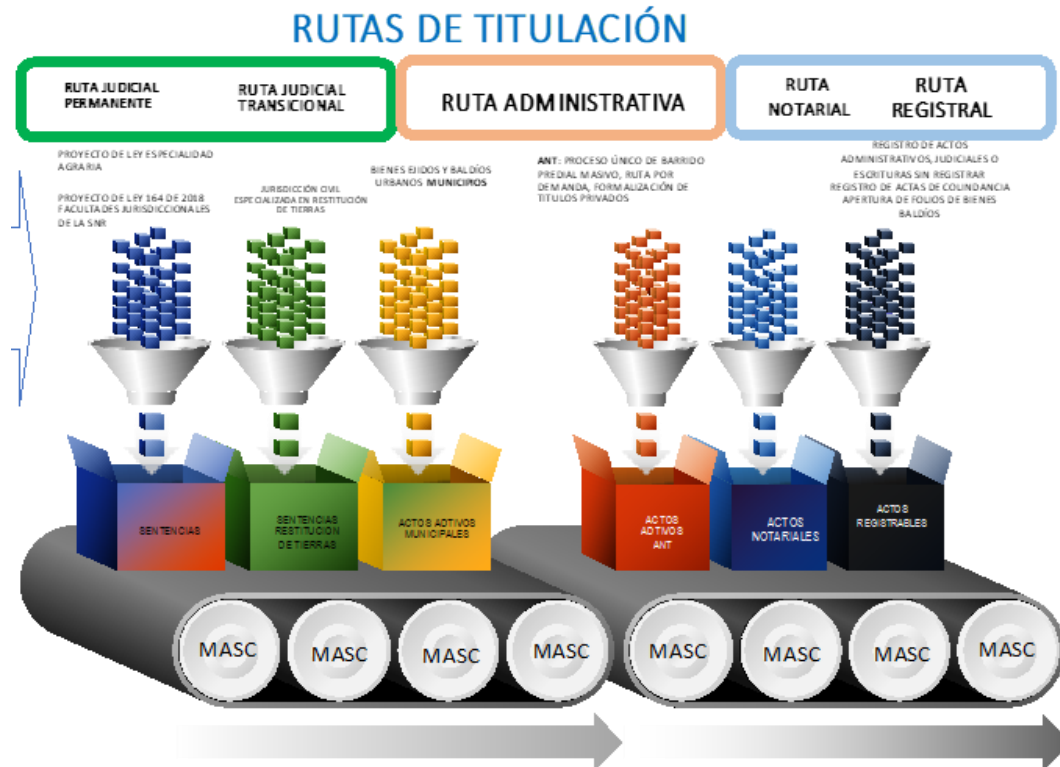 RUTAS DE TITULACIÓN
RUTA JUDICIAL
PERMANENTE
RUTA JUDICIAL
TRANSICIONAL
RUTA ADMINISTRATIVA
RUTA
NOTARIAL
RUTA
REGISTRAL
PROYECTO DE LEY ESPECIALIDAD
AGRARIA
PROYECTO DE LEY 164 DE 2018
FACULTADES JURISDICCIONALES
DE LA SNR
JURISDICCIÓN CIVIL
ESPECIALIZADA EN RESTITUCIÓN
DE TIERRAS
BIENES EJIDOS Y BALDÍOS
URBANOS MUNICIPIOS
ANT: PROCESO ÚNICO DE BARRIDO
PREDIAL MASIVO, RUTA POR
DEMANDA, FORMALIZACIÓN DE
TITULOS PRIVADOS
REGISTRO DE ACTOS
ADMINISTRATIVOS, JUDICIALES O
ESCRITURAS SIN REGISTRAR
REGISTRO DE ACTAS DE COLINDANCIA
APERTURA DE FOLIOS DE BIENES
BALDÍOS
SENTENCIAS
SENTENCIAS
RESTITUCION
DE TIERRAS
ACTOS ADTIVOS
MUNICIPALES
ACTOS
ADTIVOS
ANT
ACTOS
NOTARIALES
ACTOS
REGISTRABLES
MASC
MASC
MASC
MASC
MASC
MASC
MASC
MASC